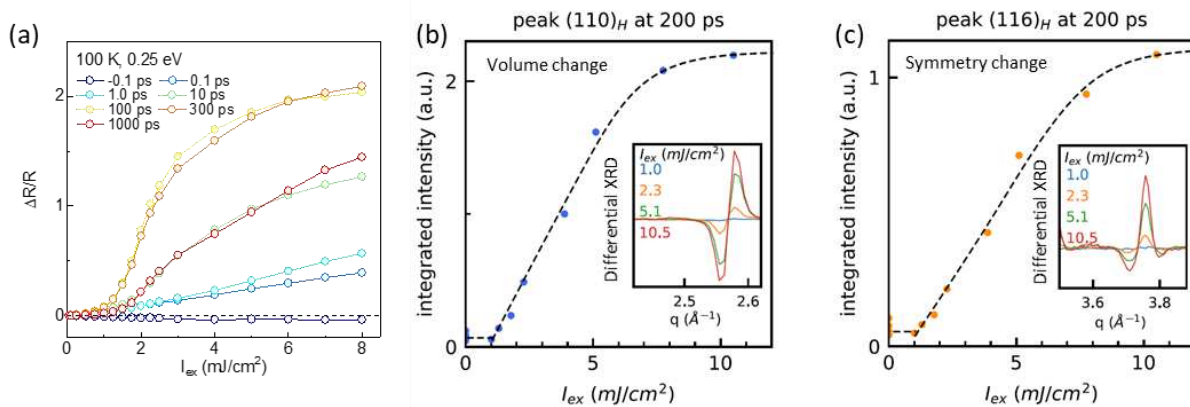 (a)
100 K, 0.25 eV
-0.1 ps 0.1 ps
1.0 ps 10 ps
100 ps 300 ps
1000 ps
2
1
0
ΔR/R
0 2 4 6 8
I_ex (mJ/cm²)
(b)
peak (110)_H at 200 ps
Volume change
2
0
integrated intensity (a.u.)
I_ex (mJ/cm²)
1.0
2.3
5.1
10.5
Differential XRD
2.5 2.6
q (Å⁻¹)
0 5 10
I_ex (mJ/cm²)
(c)
peak (116)_H at 200 ps
Symmetry change
1
0
integrated intensity (a.u.)
I_ex (mJ/cm²)
1.0
2.3
5.1
10.5
Differential XRD
3.6 3.8
q (Å⁻¹)
0 5 10
I_ex (mJ/cm²)